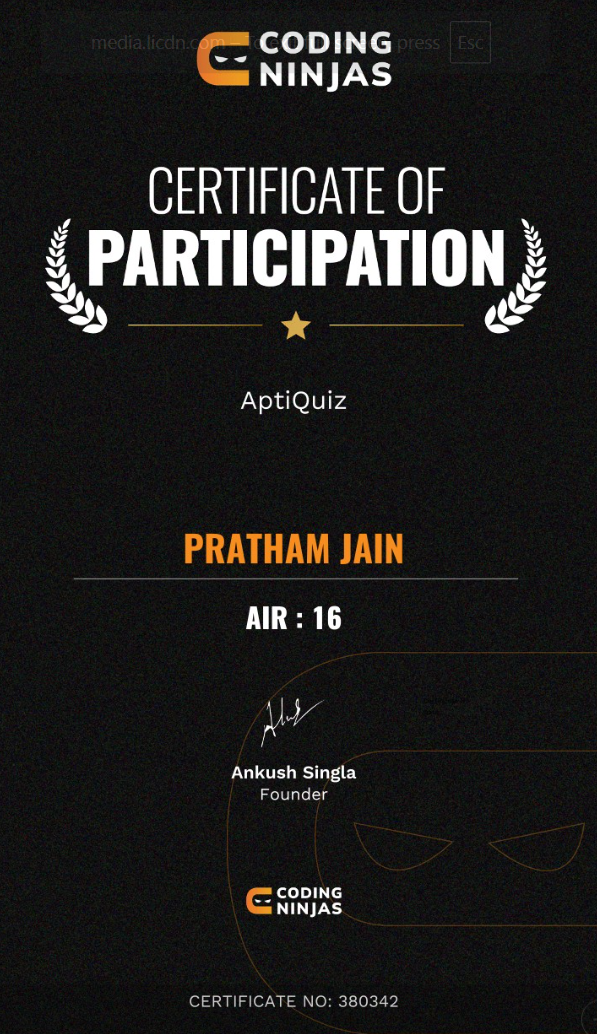 media.licdn.com
press Esc
CODING
NINJAS
CERTIFICATE OF
PARTICIPATION
AptiQuiz
PRATHAM JAIN
AIR : 16
Ankush Singla
Founder
CODING
NINJAS
CERTIFICATE NO: 380342